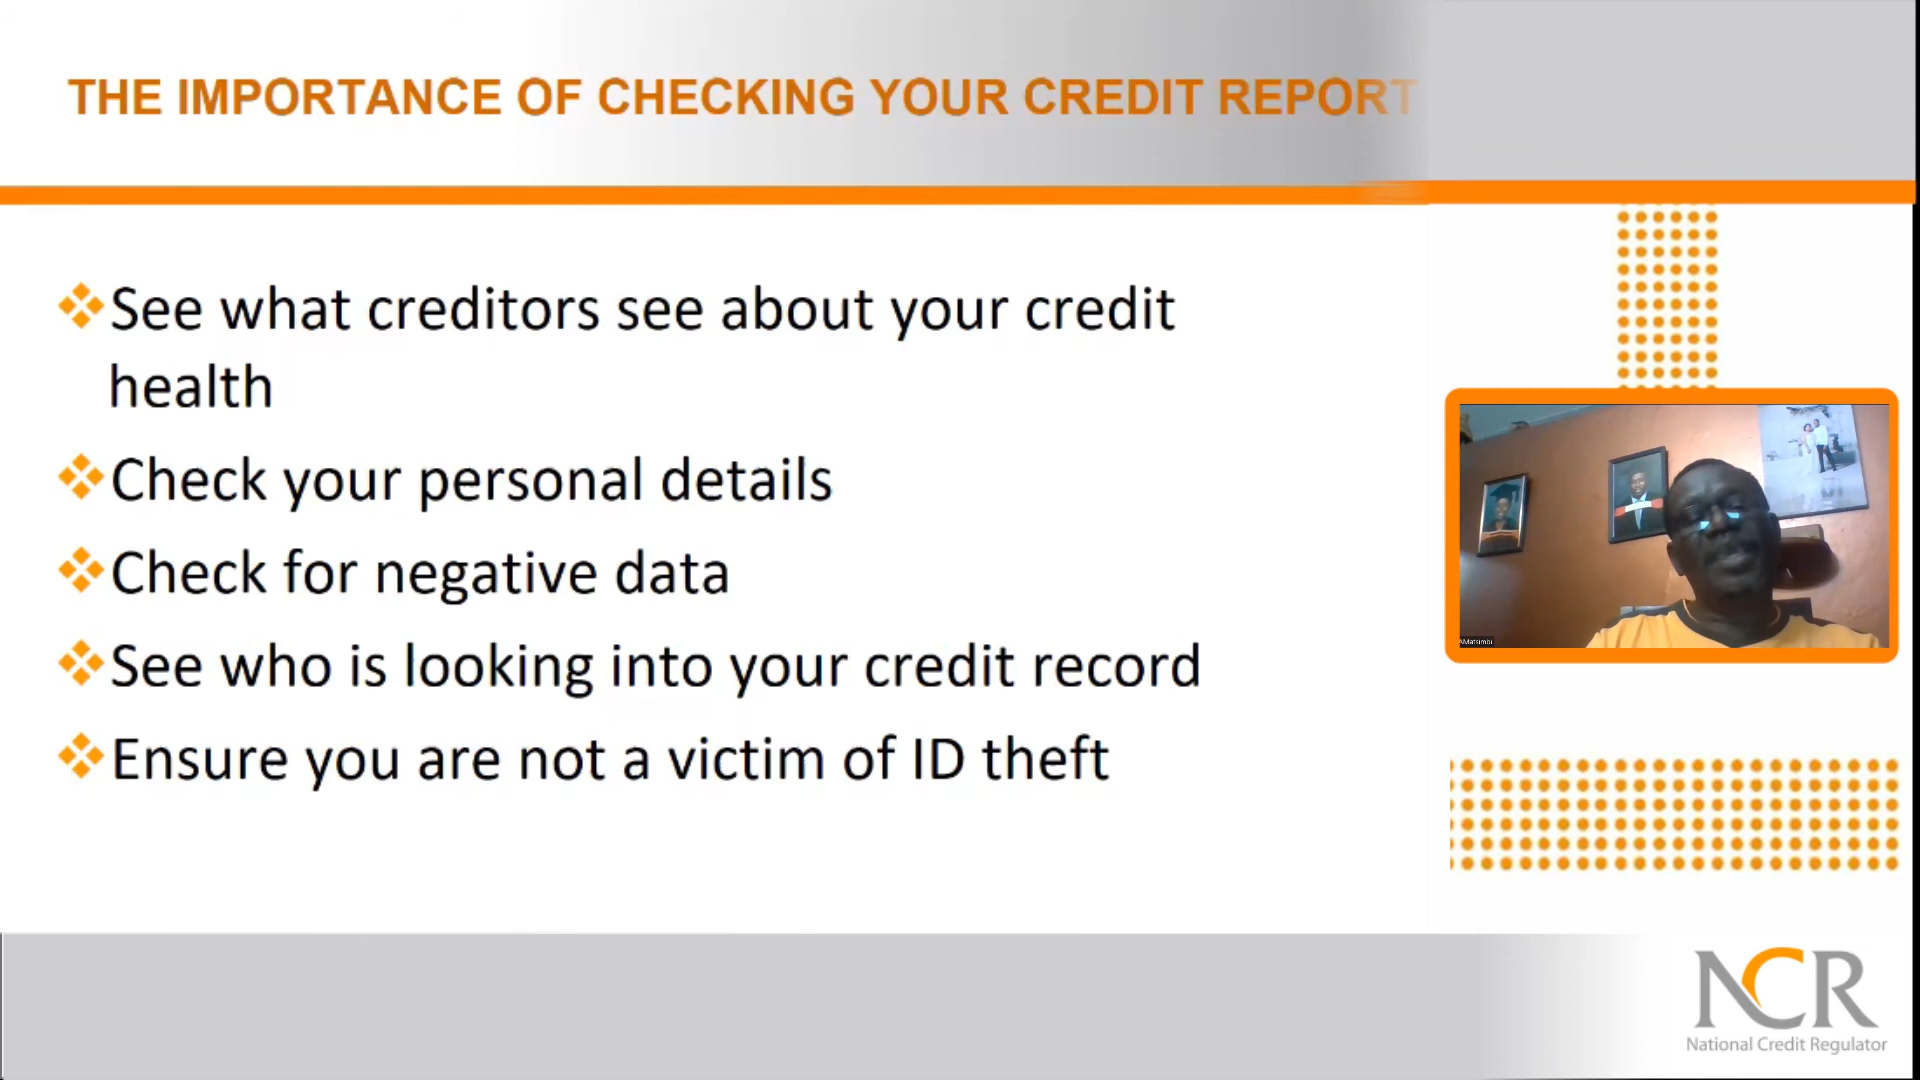 THE IMPORTANCE OF CHECKING YOUR CREDIT REPORT
See what creditors see about your credit
health
Check your personal details
Check for negative data
See who is looking into your credit record
Ensure you are not a victim of ID theft
AMatsimbi
NCR
National Credit Regulator